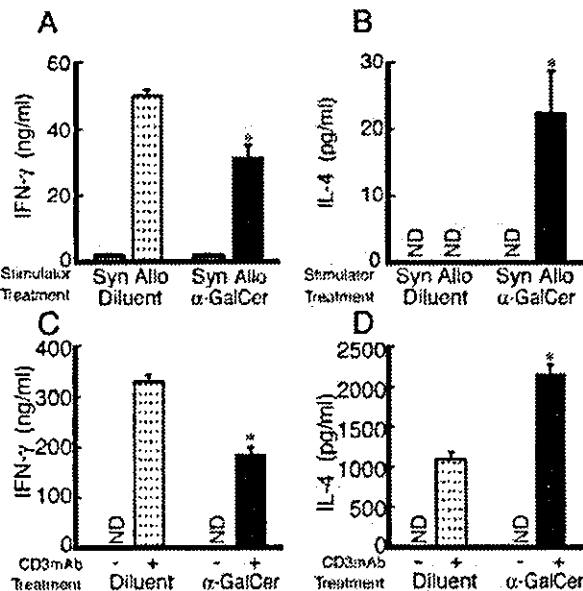 A
IFN-γ (ng/ml)
60
40
20
0
Stimulator Syn Allo Syn Allo
Treatment Diluent α-GalCer
*
B
IL-4 (pg/ml)
30
20
10
0
ND ND ND
*
Stimulator Syn Allo Syn Allo
Treatment Diluent α-GalCer
C
IFN-γ (ng/ml)
400
300
200
100
0
ND ND
*
CD3mAb - + - +
Treatment Diluent α-GalCer
D
IL-4 (pg/ml)
2500
2000
1500
1000
500
0
ND ND
*
CD3mAb - + - +
Treatment Diluent α-GalCer